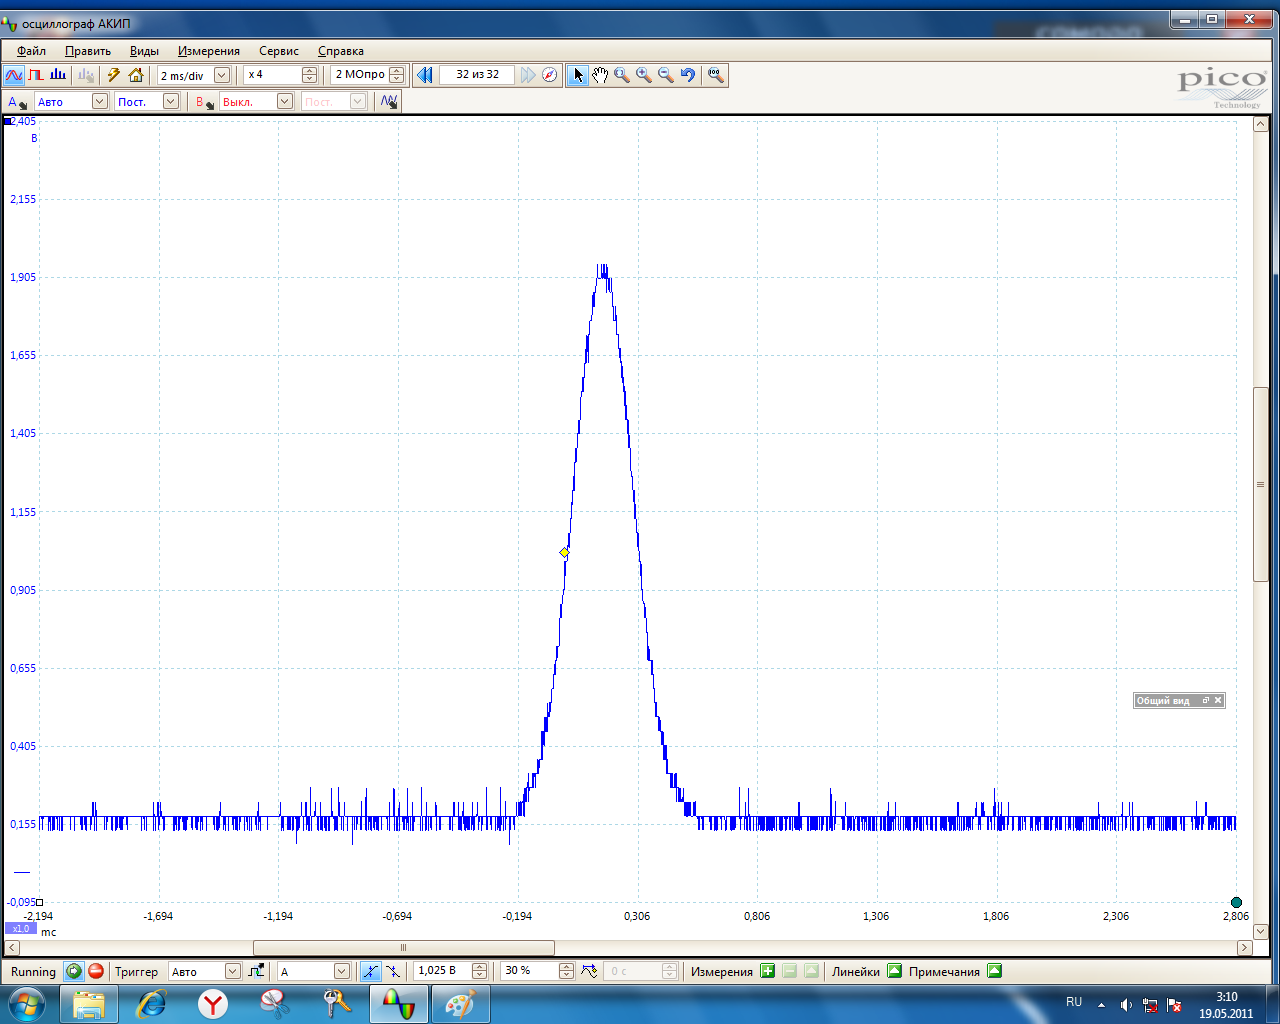 осциллограф АКИП
Файл Править Виды Измерения Сервис Справка
2 ms/div x 4 2 МОпро 32 из 32
pico
Technology
A Авто Пост. B Выкл. Пост.
2,405
В
2,155
1,905
1,655
1,405
1,155
0,905
0,655
Общий вид
0,405
0,155
-0,095
-2,194 -1,694 -1,194 -0,694 -0,194 0,306 0,806 1,306 1,806 2,306 2,806
x1,0 мс
Running Триггер Авто A 1,025 В 30 % 0 с Измерения Линейки Примечания
RU 3:10
19.05.2011